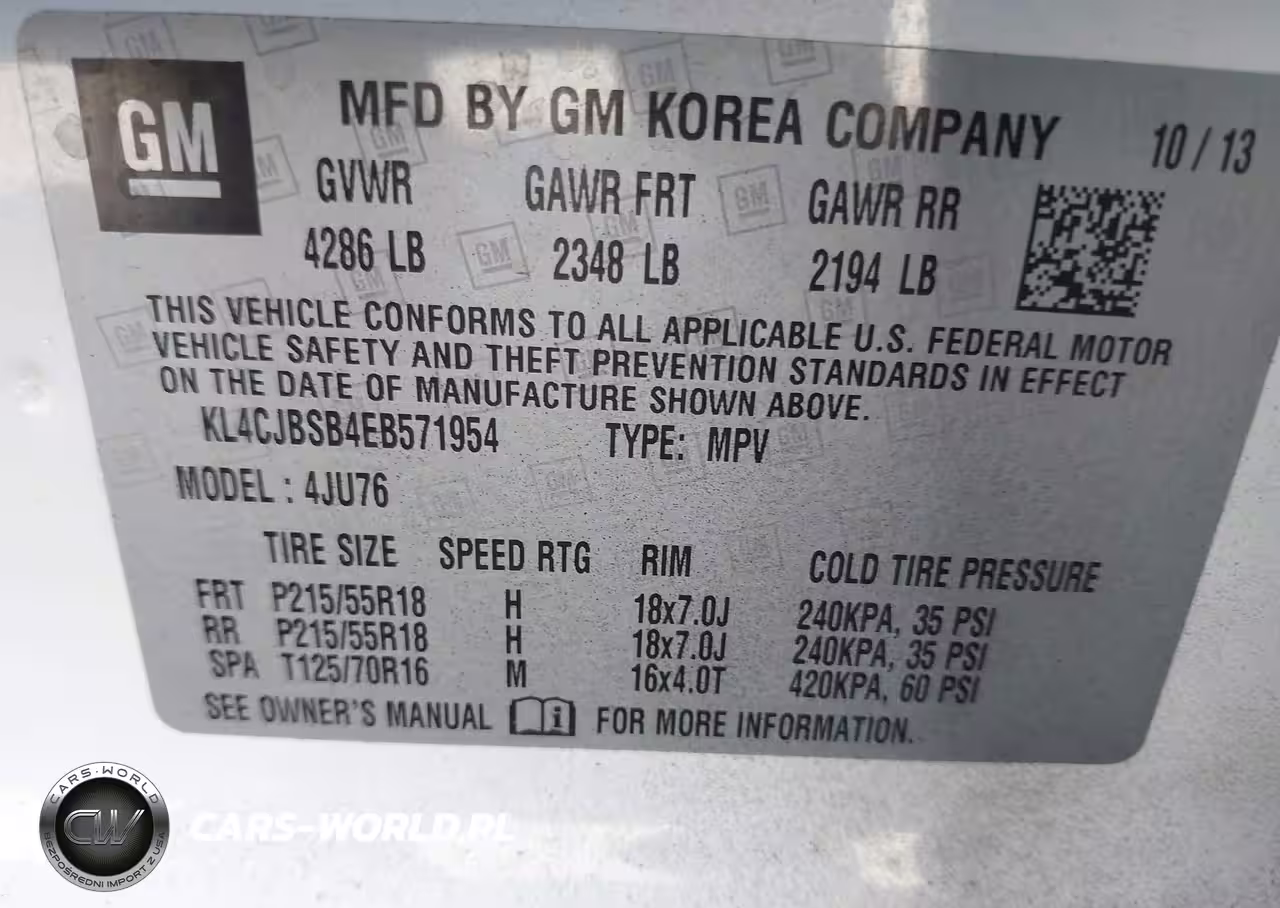 GM
MFD BY GM KOREA COMPANY 10 / 13
GVWR GAWR FRT GAWR RR
4286 LB 2348 LB 2194 LB
THIS VEHICLE CONFORMS TO ALL APPLICABLE U.S. FEDERAL MOTOR
VEHICLE SAFETY AND THEFT PREVENTION STANDARDS IN EFFECT
ON THE DATE OF MANUFACTURE SHOWN ABOVE.
KL4CJBSB4EB571954 TYPE: MPV
MODEL : 4JU76
TIRE SIZE SPEED RTG RIM COLD TIRE PRESSURE
FRT P215/55R18 H 18x7.0J 240KPA, 35 PSI
RR P215/55R18 H 18x7.0J 240KPA, 35 PSI
SPA T125/70R16 M 16x4.0T 420KPA, 60 PSI
SEE OWNER'S MANUAL i FOR MORE INFORMATION.
CARS-WORLD
CW
BEZPOŚREDNI IMPORT Z USA
CARS-WORLD.PL